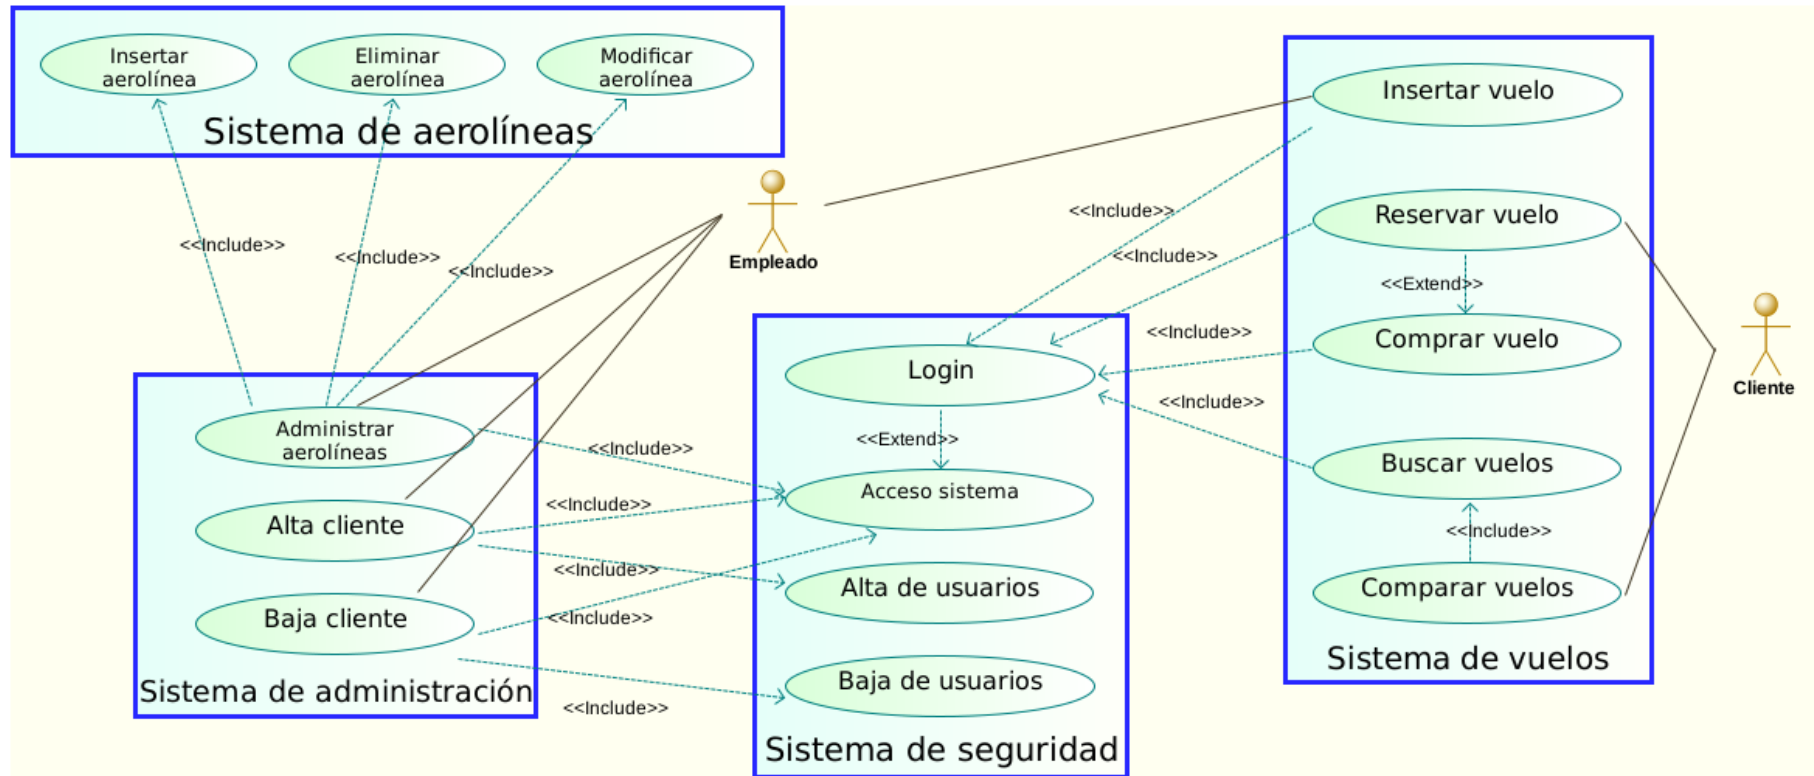 Insertar
aerolínea
Eliminar
aerolínea
Modificar
aerolínea
Sistema de aerolíneas
<<Include>>
<<Include>>
<<Include>>
Empleado
Insertar vuelo
Reservar vuelo
<<Extend>>
Comprar vuelo
Buscar vuelos
<<Include>>
Comparar vuelos
Sistema de vuelos
Cliente
<<Include>>
<<Include>>
<<Include>>
<<Include>>
Login
<<Extend>>
Acceso sistema
Alta de usuarios
Baja de usuarios
Sistema de seguridad
Administrar
aerolíneas
Alta cliente
Baja cliente
Sistema de administración
<<Include>>
<<Include>>
<<Include>>
<<Include>>
<<Include>>